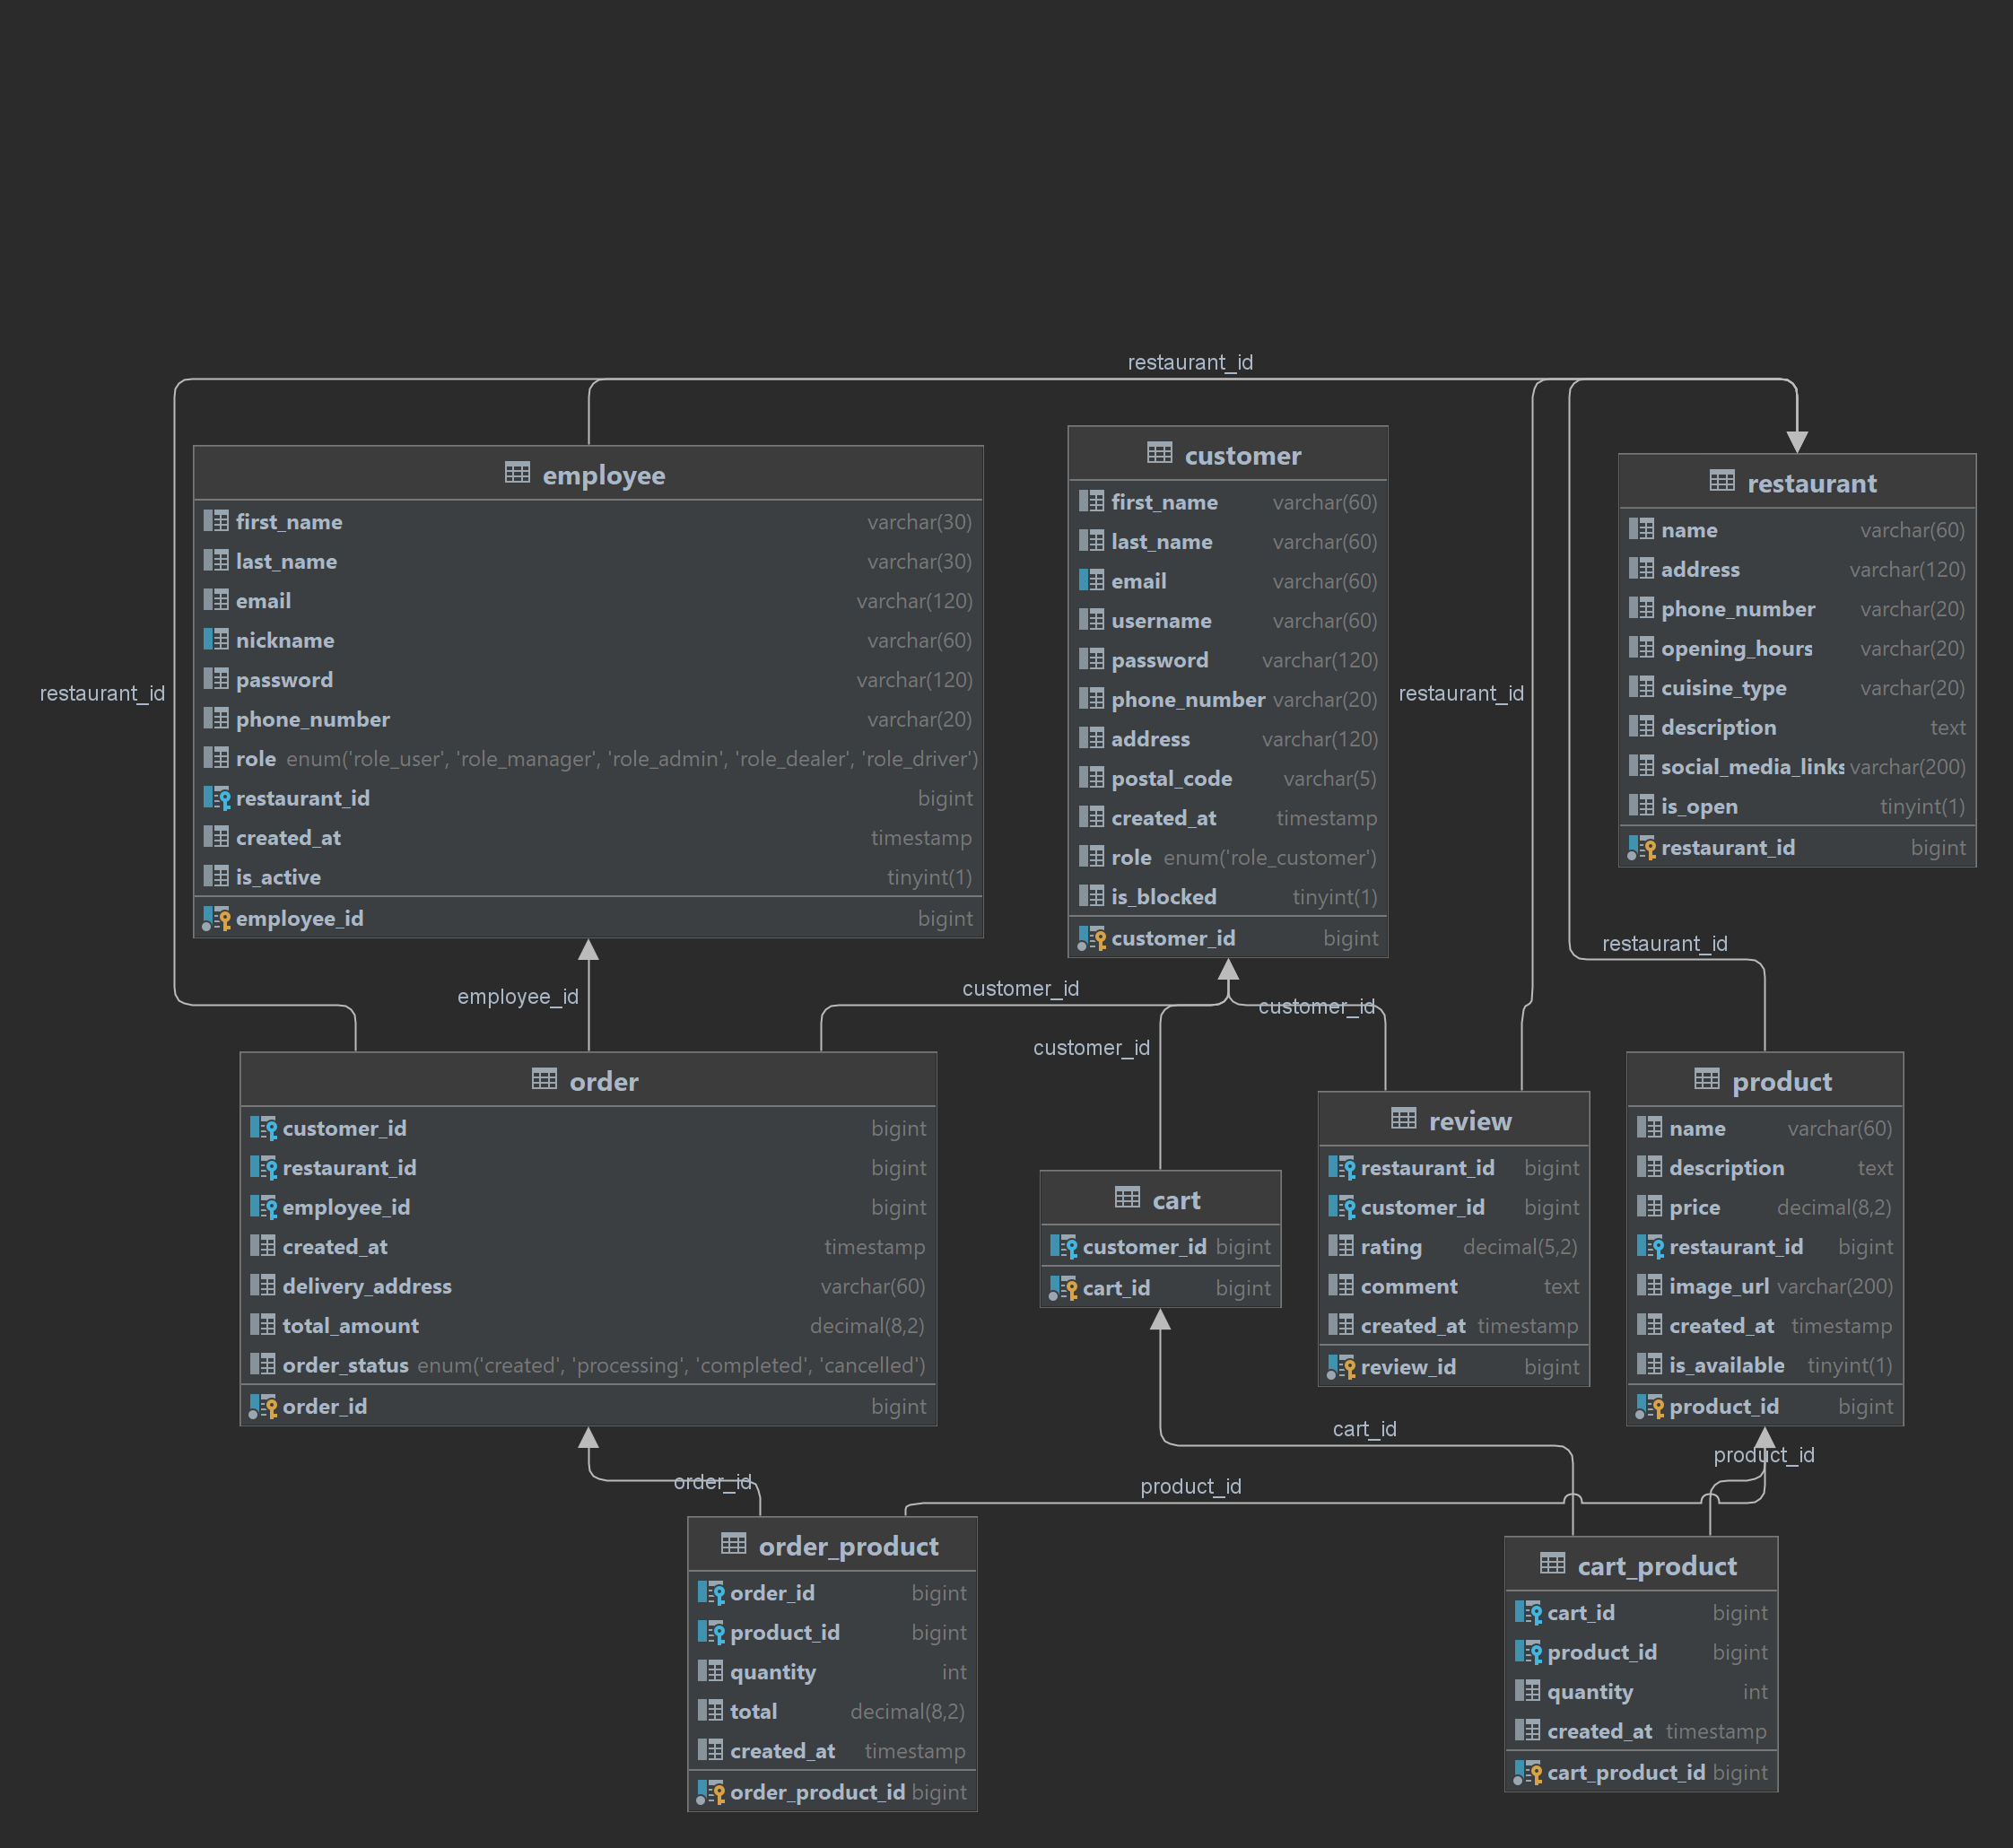 restaurant_id
employee
first_name varchar(30)
last_name varchar(30)
email varchar(120)
nickname varchar(60)
password varchar(120)
phone_number varchar(20)
role enum('role_user', 'role_manager', 'role_admin', 'role_dealer', 'role_driver')
restaurant_id bigint
created_at timestamp
is_active tinyint(1)
employee_id bigint
customer
first_name varchar(60)
last_name varchar(60)
email varchar(60)
username varchar(60)
password varchar(120)
phone_number varchar(20)
address varchar(120)
postal_code varchar(5)
created_at timestamp
role enum('role_customer')
is_blocked tinyint(1)
customer_id bigint
restaurant
name varchar(60)
address varchar(120)
phone_number varchar(20)
opening_hours varchar(20)
cuisine_type varchar(20)
description text
social_media_links varchar(200)
is_open tinyint(1)
restaurant_id bigint
restaurant_id
restaurant_id
restaurant_id
employee_id
customer_id
customer_id
customer_id
order
customer_id bigint
restaurant_id bigint
employee_id bigint
created_at timestamp
delivery_address varchar(60)
total_amount decimal(8,2)
order_status enum('created', 'processing', 'completed', 'cancelled')
order_id bigint
cart
customer_id bigint
cart_id bigint
review
restaurant_id bigint
customer_id bigint
rating decimal(5,2)
comment text
created_at timestamp
review_id bigint
product
name varchar(60)
description text
price decimal(8,2)
restaurant_id bigint
image_url varchar(200)
created_at timestamp
is_available tinyint(1)
product_id bigint
cart_id
product_id
order_id
product_id
order_product
order_id bigint
product_id bigint
quantity int
total decimal(8,2)
created_at timestamp
order_product_id bigint
cart_product
cart_id bigint
product_id bigint
quantity int
created_at timestamp
cart_product_id bigint